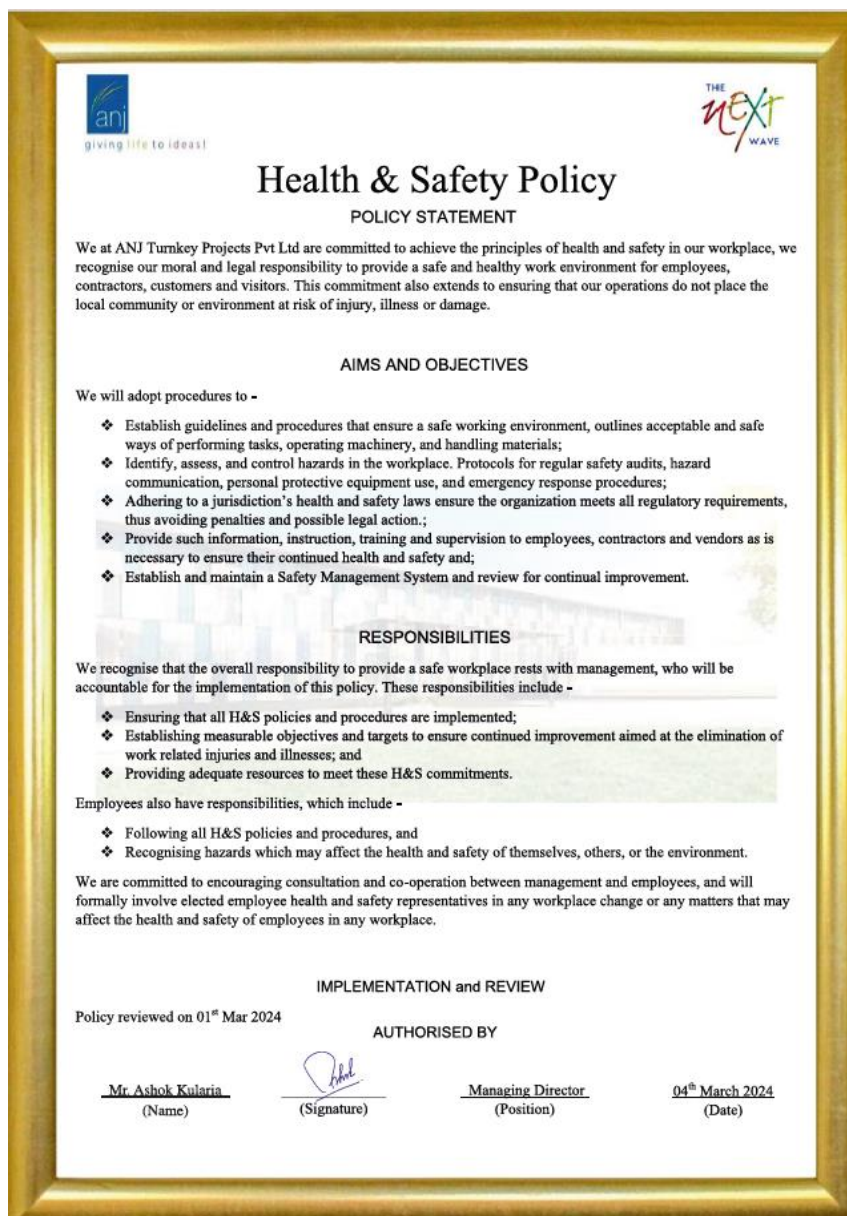 anj
giving life to ideas!
THE
neXt
WAVE
Health & Safety Policy
POLICY STATEMENT
We at ANJ Turnkey Projects Pvt Ltd are committed to achieve the principles of health and safety in our workplace, we
recognise our moral and legal responsibility to provide a safe and healthy work environment for employees,
contractors, customers and visitors. This commitment also extends to ensuring that our operations do not place the
local community or environment at risk of injury, illness or damage.
AIMS AND OBJECTIVES
We will adopt procedures to -
❖ Establish guidelines and procedures that ensure a safe working environment, outlines acceptable and safe
ways of performing tasks, operating machinery, and handling materials;
❖ Identify, assess, and control hazards in the workplace. Protocols for regular safety audits, hazard
communication, personal protective equipment use, and emergency response procedures;
❖ Adhering to a jurisdiction's health and safety laws ensure the organization meets all regulatory requirements,
thus avoiding penalties and possible legal action.;
❖ Provide such information, instruction, training and supervision to employees, contractors and vendors as is
necessary to ensure their continued health and safety and;
❖ Establish and maintain a Safety Management System and review for continual improvement.
RESPONSIBILITIES
We recognise that the overall responsibility to provide a safe workplace rests with management, who will be
accountable for the implementation of this policy. These responsibilities include -
❖ Ensuring that all H&S policies and procedures are implemented;
❖ Establishing measurable objectives and targets to ensure continued improvement aimed at the elimination of
work related injuries and illnesses; and
❖ Providing adequate resources to meet these H&S commitments.
Employees also have responsibilities, which include -
❖ Following all H&S policies and procedures, and
❖ Recognising hazards which may affect the health and safety of themselves, others, or the environment.
We are committed to encouraging consultation and co-operation between management and employees, and will
formally involve elected employee health and safety representatives in any workplace change or any matters that may
affect the health and safety of employees in any workplace.
IMPLEMENTATION and REVIEW
Policy reviewed on 01st Mar 2024
AUTHORISED BY
Mr. Ashok Kularia Managing Director 04th March 2024
(Name) (Signature) (Position) (Date)